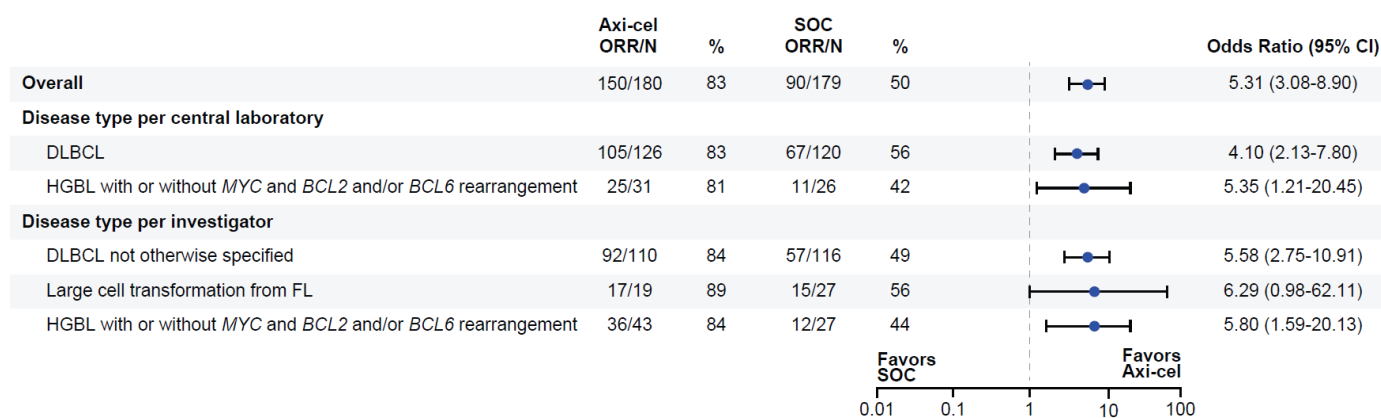 Axi-cel ORR/N % SOC ORR/N % Odds Ratio (95% CI)
Overall 150/180 83 90/179 50 5.31 (3.08-8.90)
Disease type per central laboratory
DLBCL 105/126 83 67/120 56 4.10 (2.13-7.80)
HGBL with or without MYC and BCL2 and/or BCL6 rearrangement 25/31 81 11/26 42 5.35 (1.21-20.45)
Disease type per investigator
DLBCL not otherwise specified 92/110 84 57/116 49 5.58 (2.75-10.91)
Large cell transformation from FL 17/19 89 15/27 56 6.29 (0.98-62.11)
HGBL with or without MYC and BCL2 and/or BCL6 rearrangement 36/43 84 12/27 44 5.80 (1.59-20.13)
Favors SOC Favors Axi-cel
0.01 0.1 1 10 100